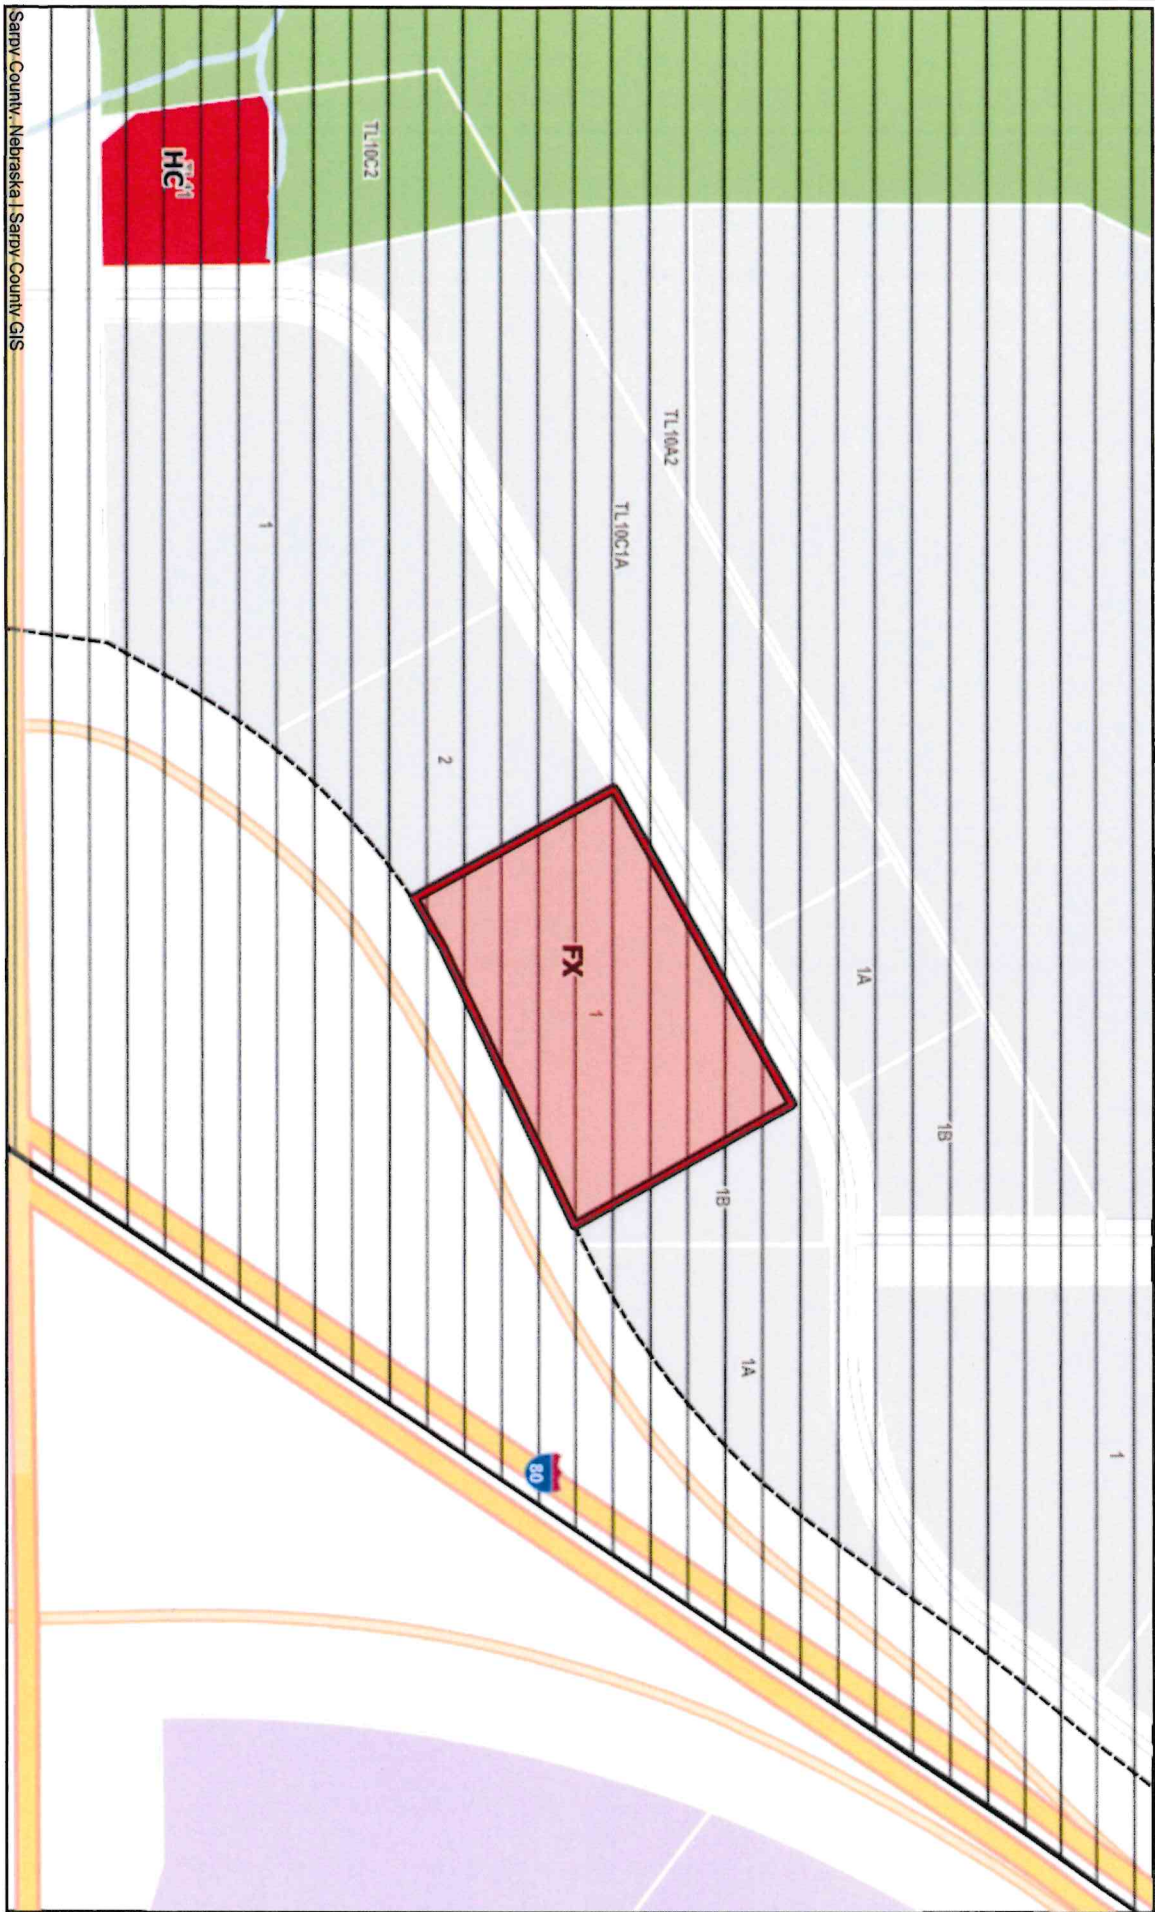 TL10C2
HC
TL10A2
TL10C1A
1
2
FX
1
1A
1B
1B
1A
1
80
Sarpy County, Nebraska | Sarpy County GIS